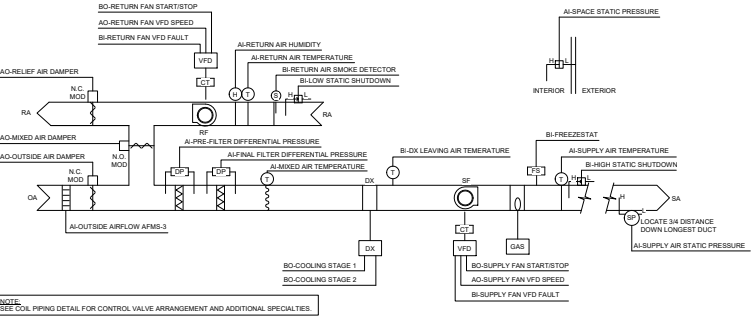 BO-RETURN FAN START/STOP
AO-RETURN FAN VFD SPEED
BI-RETURN FAN VFD FAULT
AI-SPACE STATIC PRESSURE
H L
INTERIOR EXTERIOR
VFD
CT
AI-RETURN AIR HUMIDITY
AI-RETURN AIR TEMPERATURE
BI-RETURN AIR SMOKE DETECTOR
BI-LOW STATIC SHUTDOWN
AO-RELIEF AIR DAMPER
N.C.
MOD
H T S H L
RA
RF
RA
AO-MIXED AIR DAMPER
N.O.
MOD
AO-OUTSIDE AIR DAMPER
N.C.
MOD
AI-PRE-FILTER DIFFERENTIAL PRESSURE
AI-FINAL FILTER DIFFERENTIAL PRESSURE
AI-MIXED AIR TEMPERATURE
BI-DX LEAVING AIR TEMERATURE
BI-FREEZESTAT
AI-SUPPLY AIR TEMPERATURE
BI-HIGH STATIC SHUTDOWN
DP
DP
T
DX
T
SF
FS
T
H L
OA
SA
H L
SP
LOCATE 3/4 DISTANCE
DOWN LONGEST DUCT
AI-SUPPLY AIR STATIC PRESSURE
AI-OUTSIDE AIRFLOW AFMS-3
DX
CT
VFD
GAS
BO-COOLING STAGE 1
BO-COOLING STAGE 2
BO-SUPPLY FAN START/STOP
AO-SUPPLY FAN VFD SPEED
BI-SUPPLY FAN VFD FAULT
NOTE:
SEE COIL PIPING DETAIL FOR CONTROL VALVE ARRANGEMENT AND ADDITIONAL SPECIALTIES.